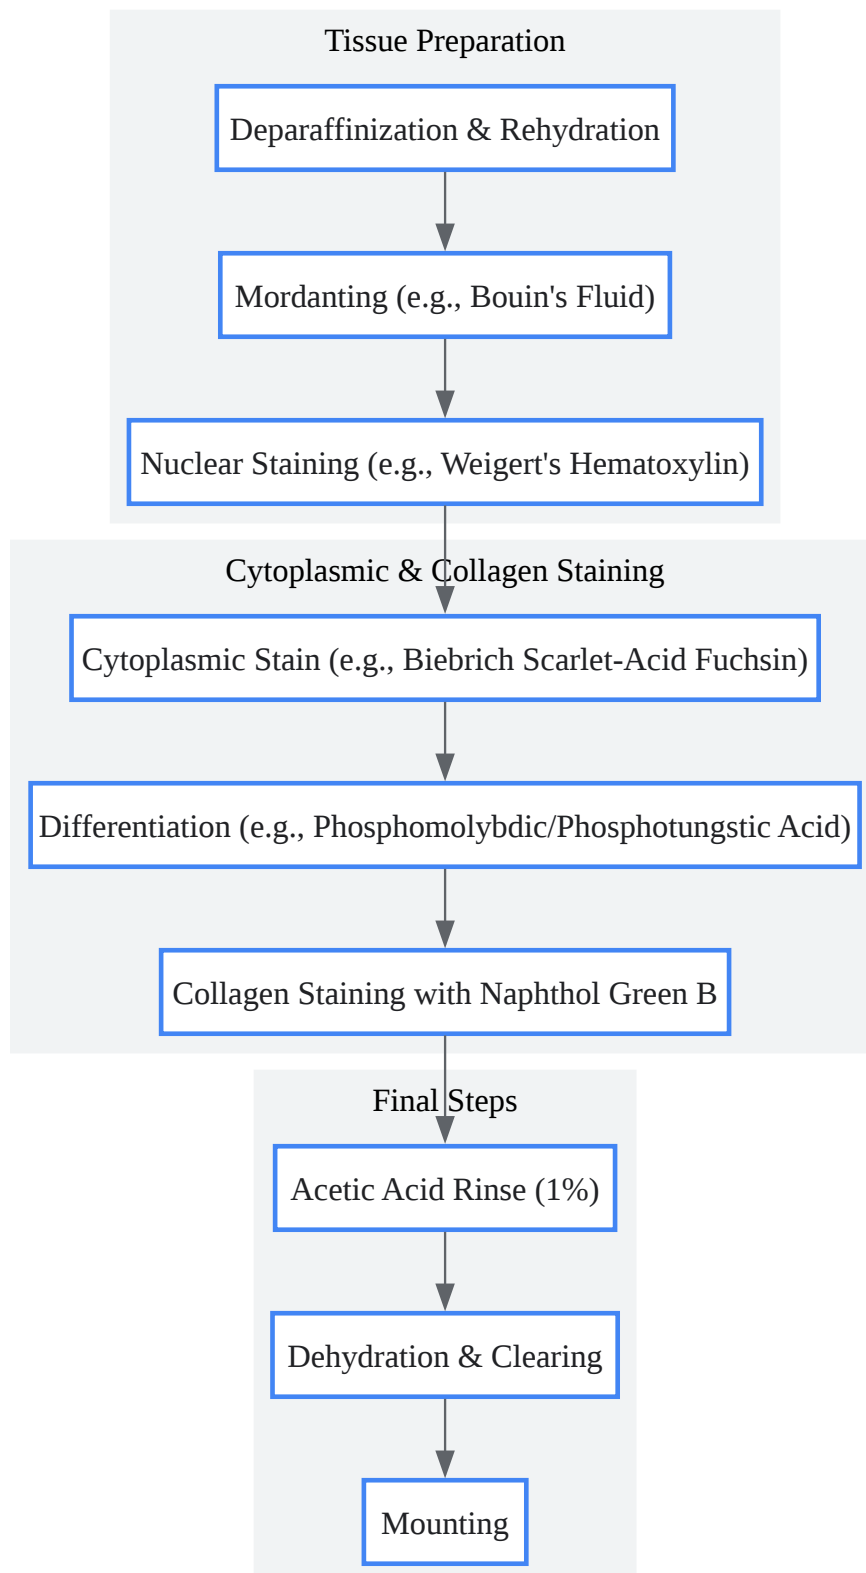 Tissue Preparation
Deparaffinization & Rehydration
Mordanting (e.g., Bouin's Fluid)
Nuclear Staining (e.g., Weigert's Hematoxylin)
Cytoplasmic & Collagen Staining
Cytoplasmic Stain (e.g., Biebrich Scarlet-Acid Fuchsin)
Differentiation (e.g., Phosphomolybdic/Phosphotungstic Acid)
Collagen Staining with Naphthol Green B
Final Steps
Acetic Acid Rinse (1%)
Dehydration & Clearing
Mounting